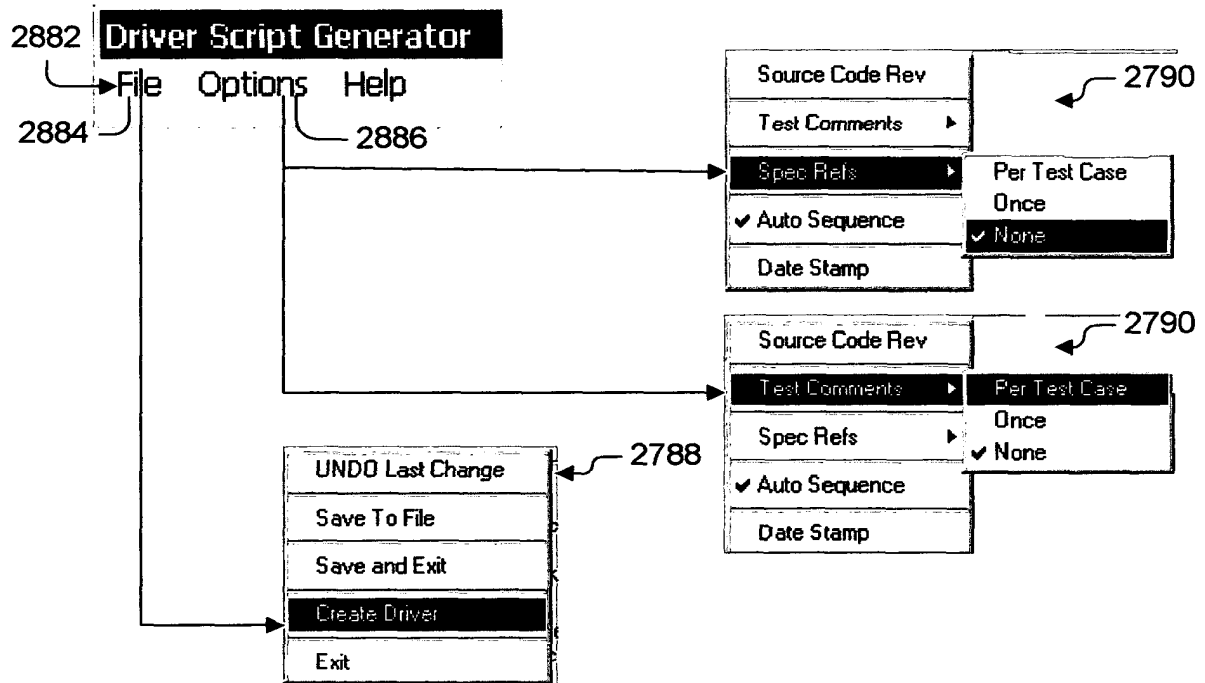 2882
Driver Script Generator
File Options Help
2884
2886
Source Code Rev
2790
Test Comments
Spec Refs
Per Test Case
Once
✓ Auto Sequence
✓ None
Date Stamp
Source Code Rev
2790
Test Comments
Per Test Case
Once
Spec Refs
✓ None
✓ Auto Sequence
Date Stamp
UNDO Last Change
2788
Save To File
Save and Exit
Create Driver
Exit